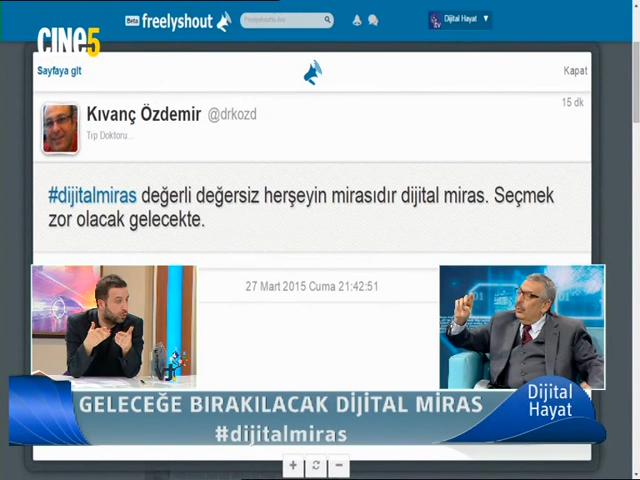 Beta freelyshout
Dijital Hayat
CINE5
Sayfaya git
Kapat
15 dk
Kıvanç Özdemir @drkozd
Tıp Doktoru...
#dijitalmiras değerli değersiz herşeyin mirasıdır dijital miras. Seçmek
zor olacak gelecekte.
27 Mart 2015 Cuma 21:42:51
GELECEĞE BIRAKILACAK DİJİTAL MİRAS
#dijitalmiras
Dijital
Hayat